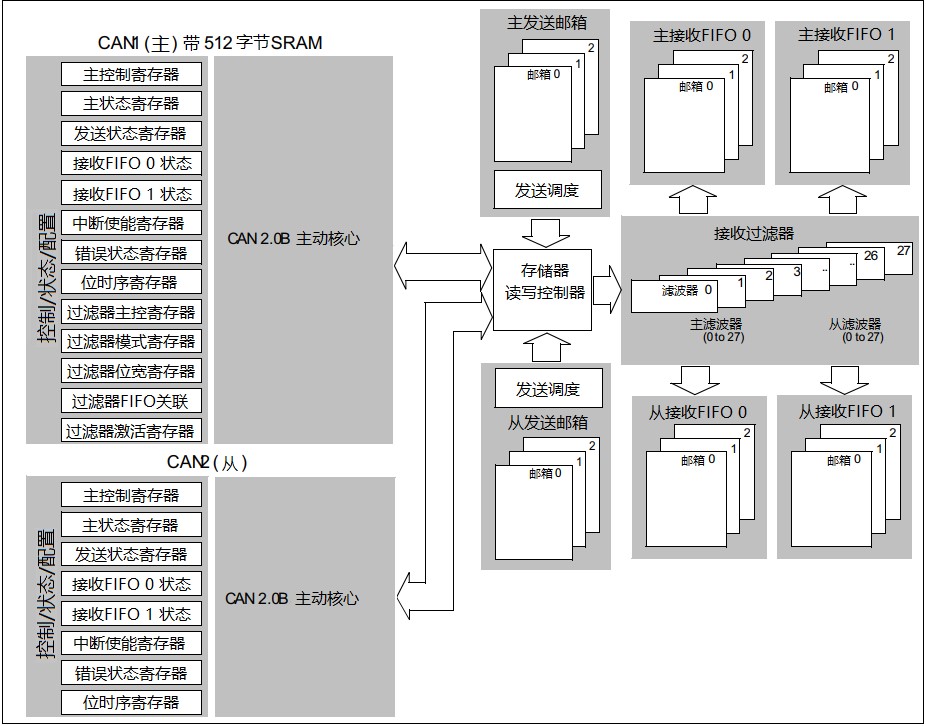 CAN1 (主) 带 512 字节SRAM
控制/状态/配置
主控制寄存器
主状态寄存器
发送状态寄存器
接收FIFO 0 状态
接收FIFO 1 状态
中断使能寄存器
错误状态寄存器
位时序寄存器
过滤器主控寄存器
过滤器模式寄存器
过滤器位宽寄存器
过滤器FIFO关联
过滤器激活寄存器
CAN 2.0B 主动核心
CAN2 (从)
控制/状态/配置
主控制寄存器
主状态寄存器
发送状态寄存器
接收FIFO 0 状态
接收FIFO 1 状态
中断使能寄存器
错误状态寄存器
位时序寄存器
CAN 2.0B 主动核心
主发送邮箱
2
1
邮箱 0
发送调度
存储器
读写控制器
发送调度
从发送邮箱
2
1
邮箱 0
主接收FIFO 0
2
1
邮箱 0
主接收FIFO 1
2
1
邮箱 0
接收过滤器
滤波器 0
1
2
3
..
..
26
27
主滤波器
(0 to 27)
从滤波器
(0 to 27)
从接收FIFO 0
2
1
邮箱 0
从接收FIFO 1
2
1
邮箱 0